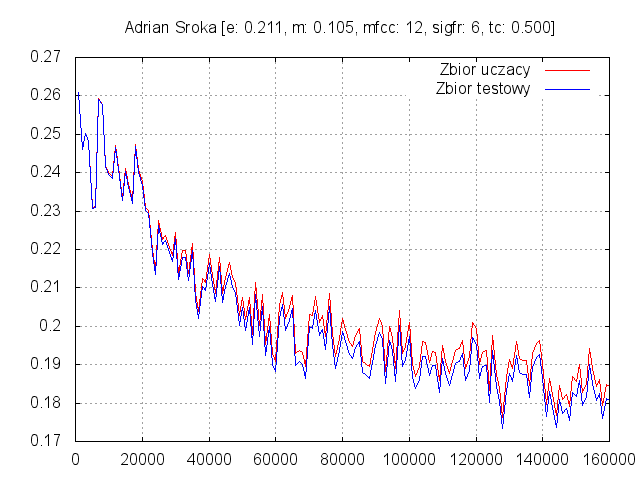 Adrian Sroka [e: 0.211, m: 0.105, mfcc: 12, sigfr: 6, tc: 0.500]
0.27
Zbior uczacy
0.26
Zbior testowy
0.25
0.24
0.23
0.22
0.21
0.2
0.19
0.18
0.17
0 20000 40000 60000 80000 100000 120000 140000 160000